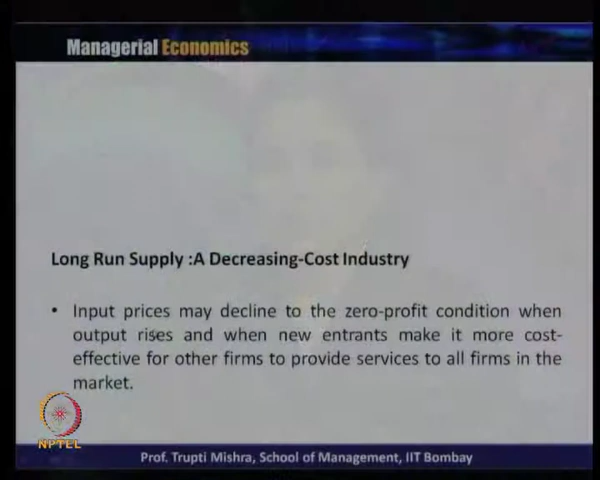 Managerial Economics
Long Run Supply :A Decreasing-Cost Industry
• Input prices may decline to the zero-profit condition when
output rises and when new entrants make it more cost-
effective for other firms to provide services to all firms in the
market.
NPTEL
Prof. Trupti Mishra, School of Management, IIT Bombay